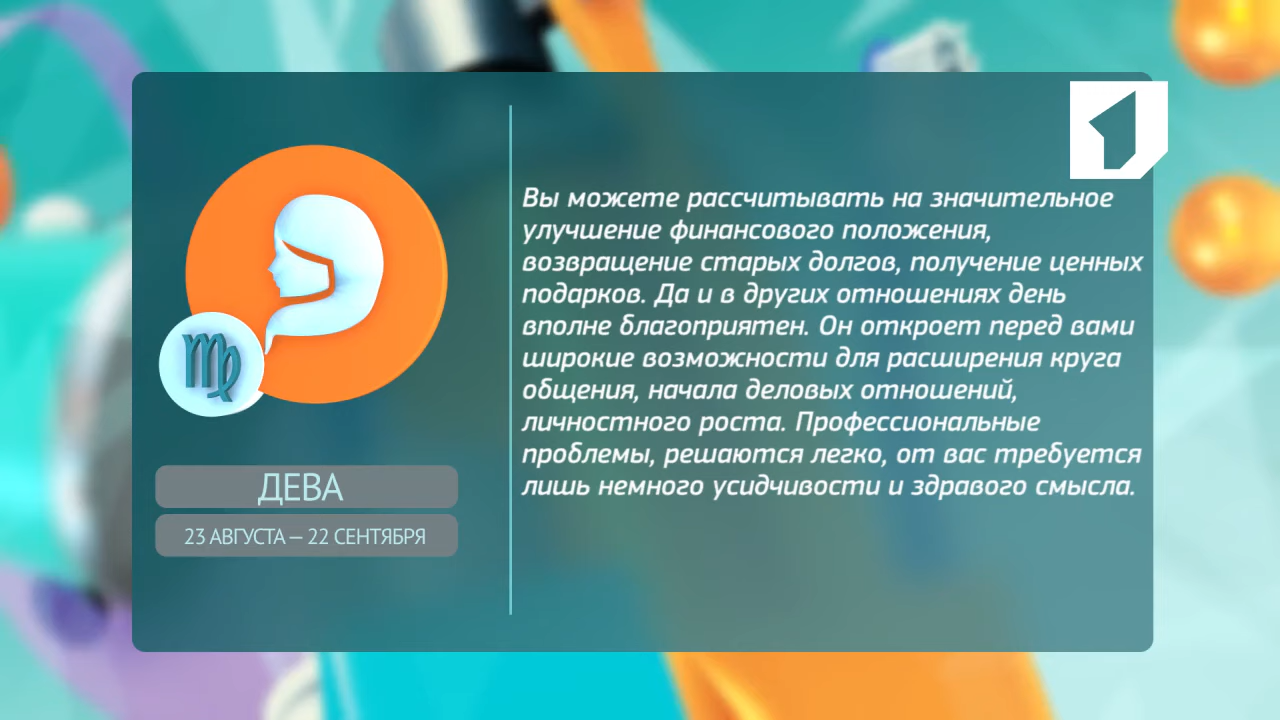 Вы можете рассчитывать на значительное
улучшение финансового положения,
возвращение старых долгов, получение ценных
подарков. Да и в других отношениях день
вполне благоприятен. Он откроет перед вами
широкие возможности для расширения круга
общения, начала деловых отношений,
личностного роста. Профессиональные
проблемы, решаются легко, от вас требуется
лишь немного усидчивости и здравого смысла.
ДЕВА
23 АВГУСТА – 22 СЕНТЯБРЯ
1